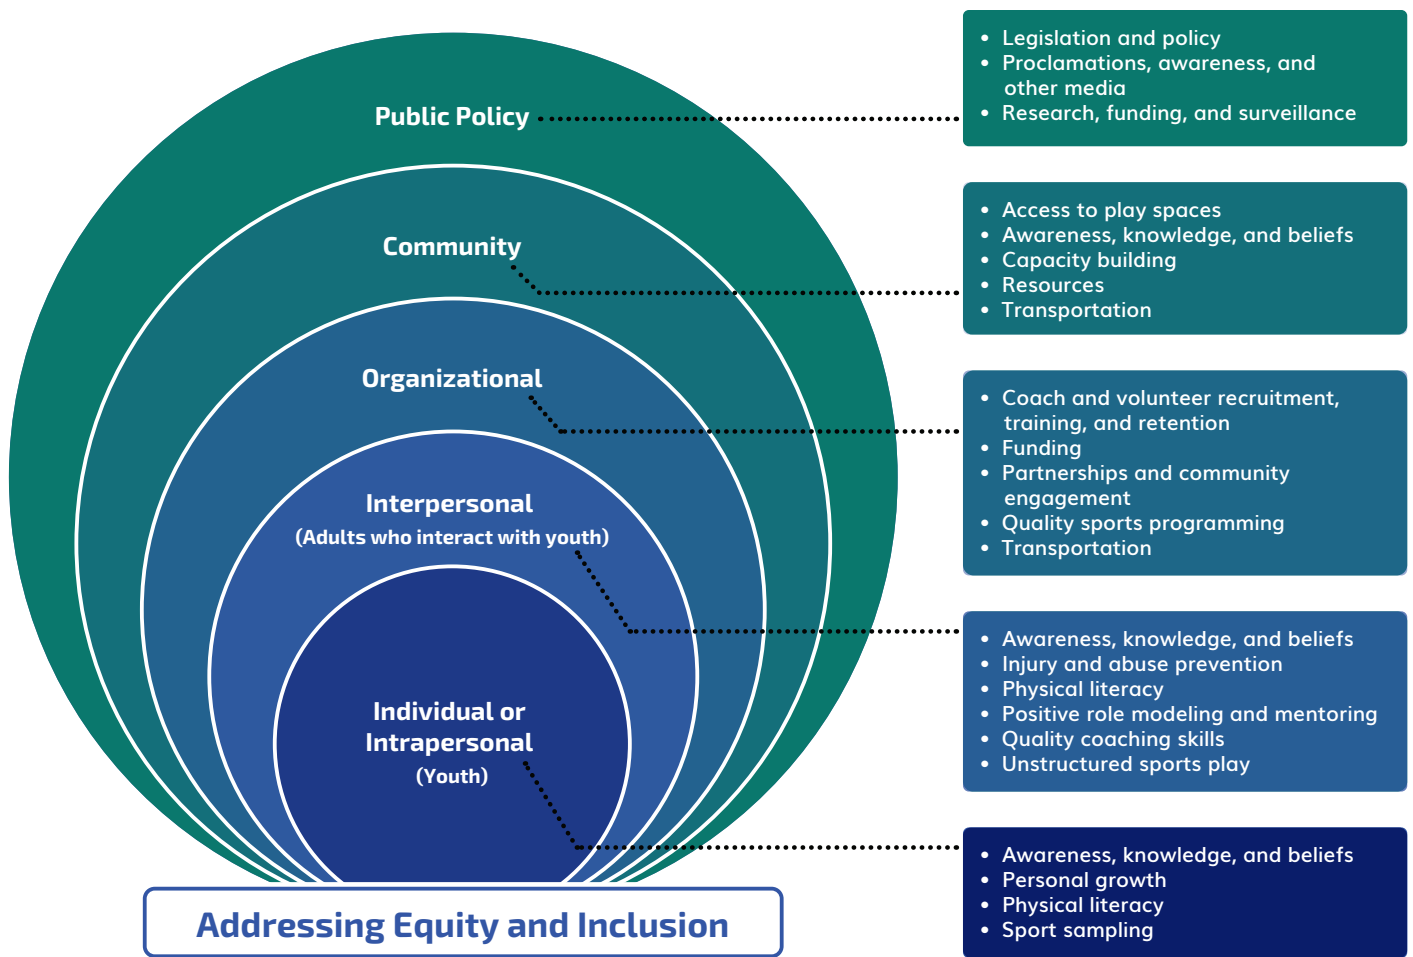 Public Policy
• Legislation and policy
• Proclamations, awareness, and
other media
• Research, funding, and surveillance
Community
• Access to play spaces
• Awareness, knowledge, and beliefs
• Capacity building
• Resources
• Transportation
Organizational
• Coach and volunteer recruitment,
training, and retention
• Funding
• Partnerships and community
engagement
• Quality sports programming
• Transportation
Interpersonal
(Adults who interact with youth)
• Awareness, knowledge, and beliefs
• Injury and abuse prevention
• Physical literacy
• Positive role modeling and mentoring
• Quality coaching skills
• Unstructured sports play
Individual or
Intrapersonal
(Youth)
• Awareness, knowledge, and beliefs
• Personal growth
• Physical literacy
• Sport sampling
Addressing Equity and Inclusion